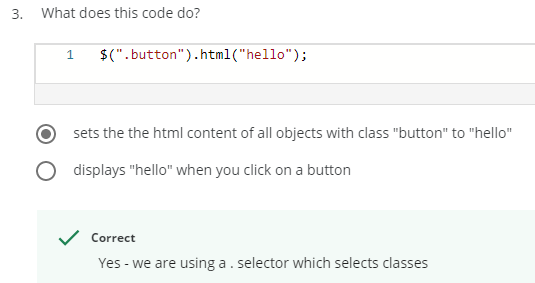 3. What does this code do?
1 $(".button").html("hello");
sets the the html content of all objects with class "button" to "hello"
displays "hello" when you click on a button
Correct
Yes - we are using a . selector which selects classes